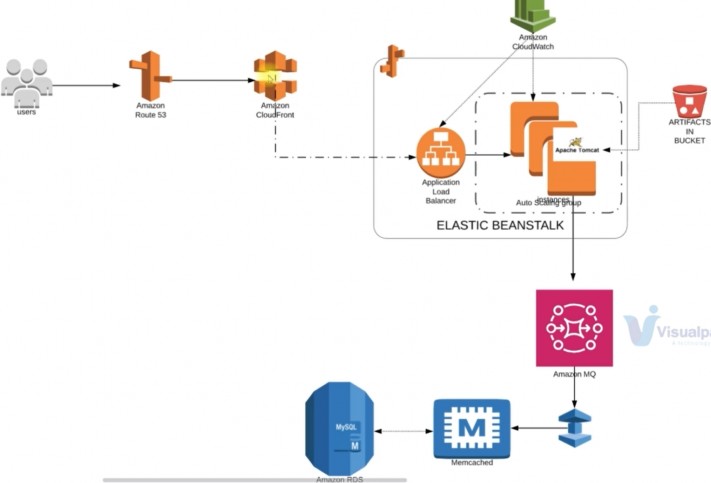 Amazon
CloudWatch
users
Amazon
Route 53
Amazon
CloudFront
ARTIFACTS
IN
BUCKET
Apache Tomcat
Application
Load
Balancer
instances
Auto Scaling group
ELASTIC BEANSTALK
Visualpa
Amazon MQ
MySQL
M
M
Memcached
Amazon RDS